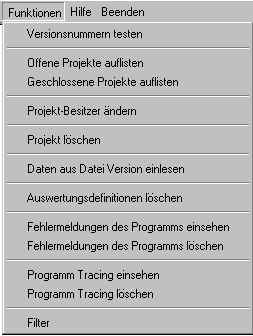 Funktionen Hilfe Beenden
Versionsnummern testen
Offene Projekte auflisten
Geschlossene Projekte auflisten
Projekt-Besitzer ändern
Projekt löschen
Daten aus Datei Version einlesen
Auswertungsdefinitionen löschen
Fehlermeldungen des Programms einsehen
Fehlermeldungen des Programms löschen
Programm Tracing einsehen
Programm Tracing löschen
Filter